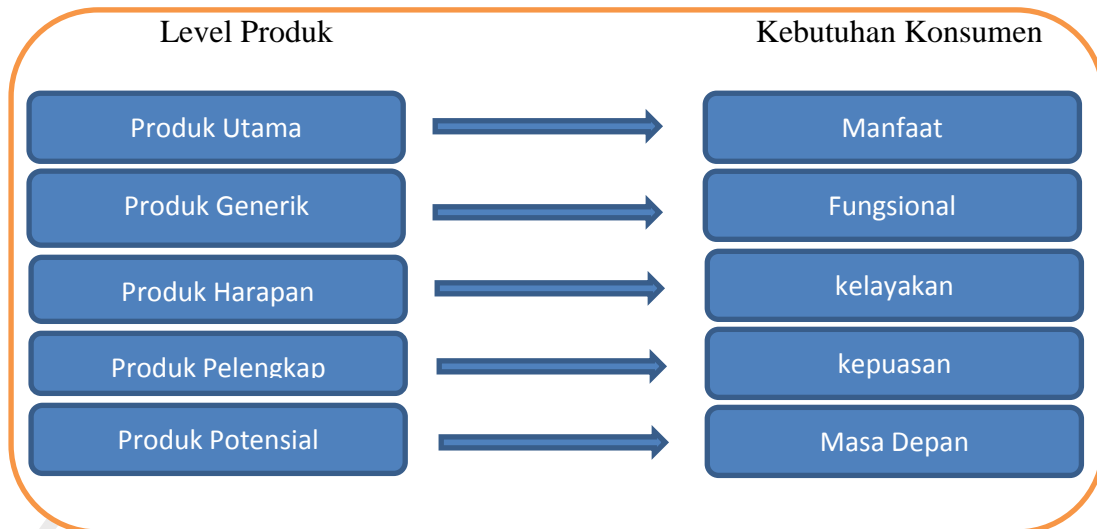 Level Produk Kebutuhan Konsumen
Produk Utama Manfaat
Produk Generik Fungsional
Produk Harapan kelayakan
Produk Pelengkap kepuasan
Produk Potensial Masa Depan